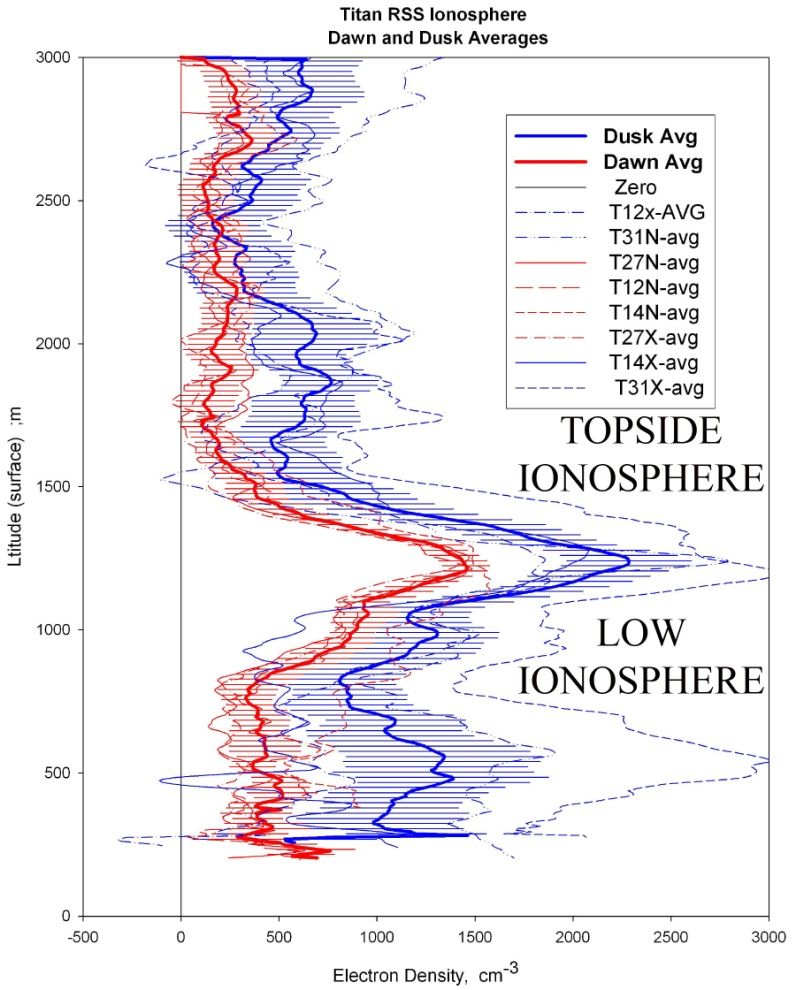 Titan RSS Ionosphere
Dawn and Dusk Averages
3000
2500
2000
1500
1000
500
0
Ltitude (surface) ;m
Dusk Avg
Dawn Avg
Zero
T12x-AVG
T31N-avg
T27N-avg
T12N-avg
T14N-avg
T27X-avg
T14X-avg
T31X-avg
TOPSIDE
IONOSPHERE
LOW
IONOSPHERE
-500 0 500 1000 1500 2000 2500 3000
Electron Density, cm⁻³